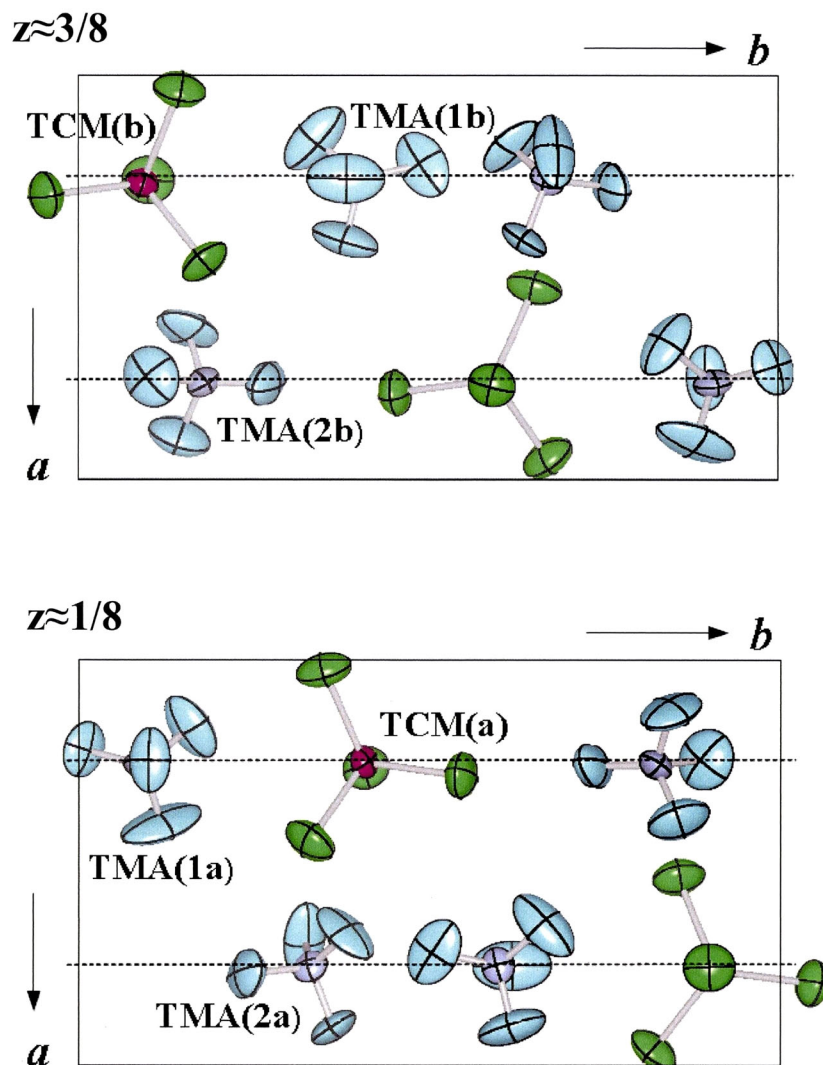 z≈3/8
b
TCM(b)
TMA(1b)
TMA(2b)
a
z≈1/8
b
TCM(a)
TMA(1a)
TMA(2a)
a